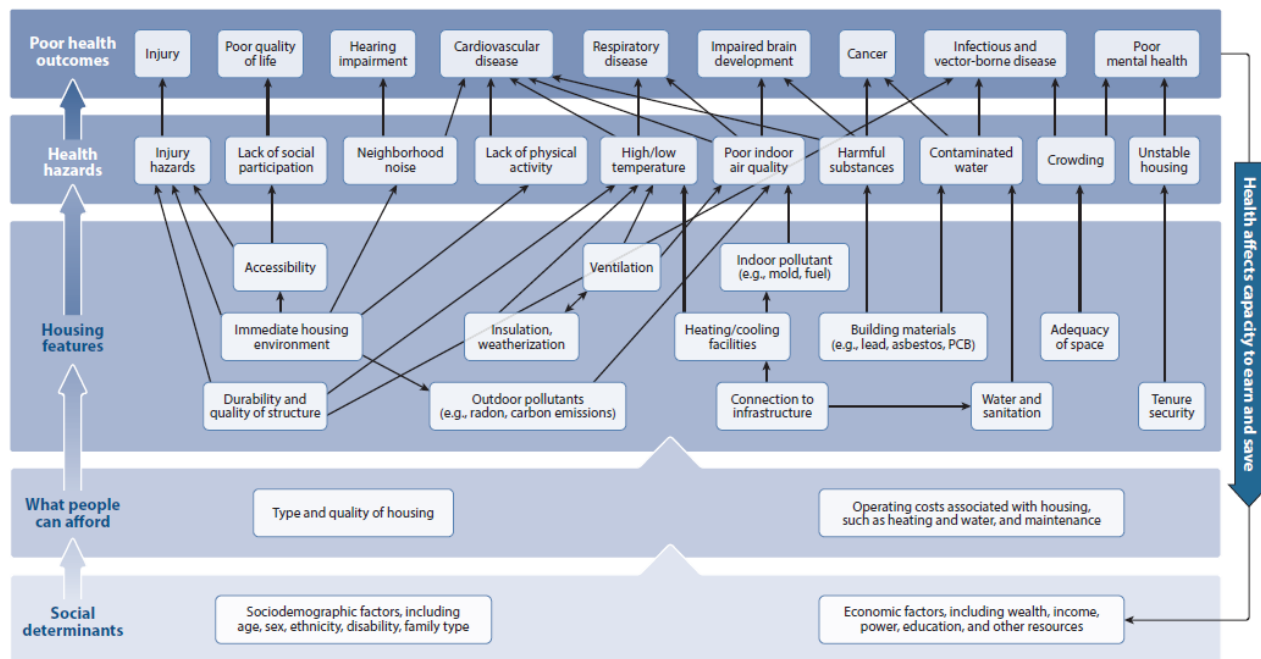 Poor health
outcomes
Injury
Poor quality
of life
Hearing
impairment
Cardiovascular
disease
Respiratory
disease
Impaired brain
development
Cancer
Infectious and
vector-borne disease
Poor
mental health
Health
hazards
Injury
hazards
Lack of social
participation
Neighborhood
noise
Lack of physical
activity
High/low
temperature
Poor indoor
air quality
Harmful
substances
Contaminated
water
Crowding
Unstable
housing
Housing
features
Accessibility
Ventilation
Indoor pollutant
(e.g., mold, fuel)
Immediate housing
environment
Insulation,
weatherization
Heating/cooling
facilities
Building materials
(e.g., lead, asbestos, PCB)
Adequacy
of space
Durability and
quality of structure
Outdoor pollutants
(e.g., radon, carbon emissions)
Connection to
infrastructure
Water and
sanitation
Tenure
security
What people
can afford
Type and quality of housing
Operating costs associated with housing,
such as heating and water, and maintenance
Social
determinants
Sociodemographic factors, including
age, sex, ethnicity, disability, family type
Economic factors, including wealth, income,
power, education, and other resources
Health affects capacity to earn and save